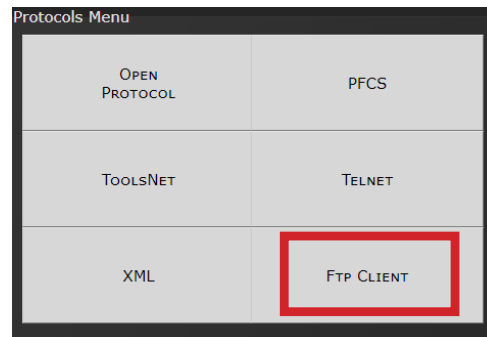 Protocols Menu
Open
Protocol
PFCS
ToolsNet
Telnet
XML
Ftp Client